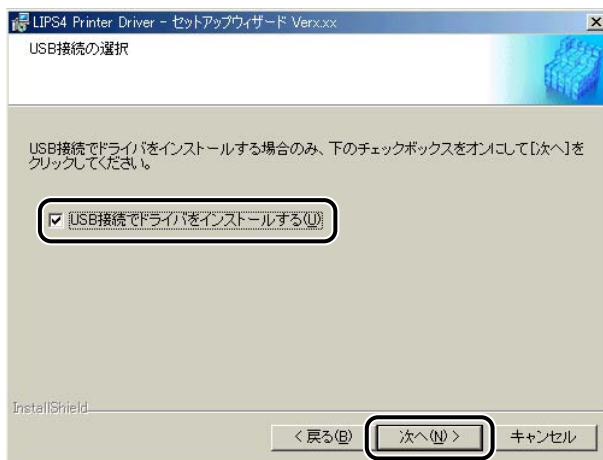 LIPS4 Printer Driver - セットアップウィザード Verx.xx
USB接続の選択
USB接続でドライバをインストールする場合のみ、下のチェックボックスをオンにして[次へ]を
クリックしてください。
USB接続でドライバをインストールする(U)
InstallShield
< 戻る(B) 次へ(N) > キャンセル